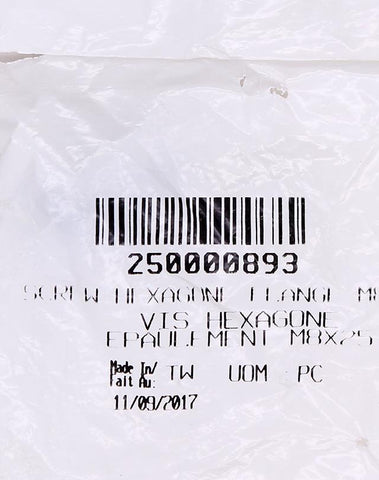 250000893
SCREW HEXAGONE FLANGE M8
VIS HEXAGONE
EPAULEMENT M8X25
Made In/ TW UOM PC
Fait Au:
11/09/2017